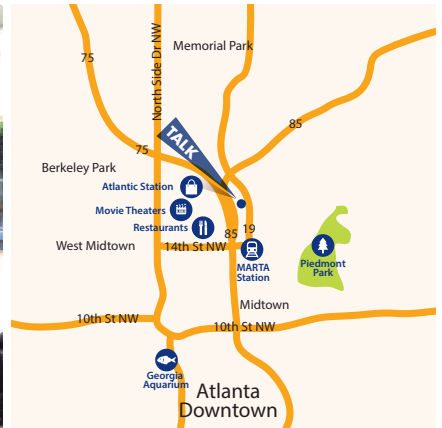 Memorial Park
North Side Dr NW
75
85
75
TALK
Berkeley Park
Atlantic Station
Movie Theaters
Restaurants
85
19
West Midtown
14th St NW
MARTA
Station
Piedmont
Park
Midtown
10th St NW
10th St NW
Georgia
Aquarium
Atlanta
Downtown